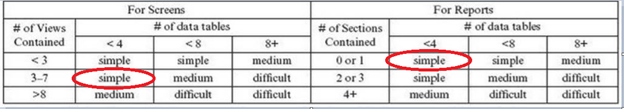 For Screens For Reports
# of Views Contained # of data tables # of Sections Contained # of data tables
< 4 < 8 8+ <4 <8 8+
< 3 simple simple medium 0 or 1 simple simple medium
3–7 simple medium difficult 2 or 3 simple medium difficult
>8 medium difficult difficult 4+ medium difficult difficult